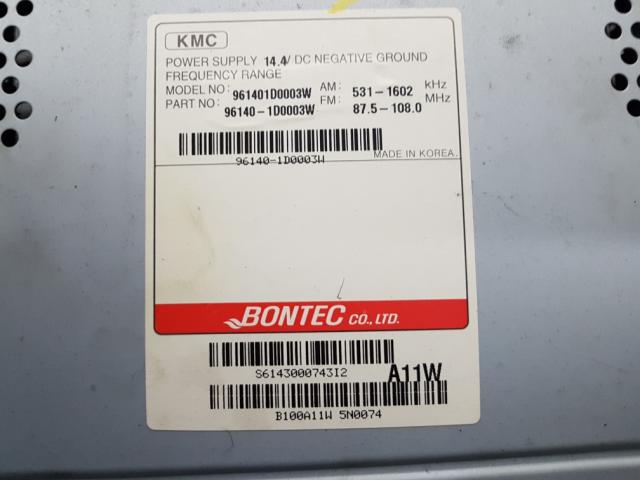 KMC
POWER SUPPLY 14.4V DC NEGATIVE GROUND
FREQUENCY RANGE
MODEL NO: 961401D0003W AM: 531-1602 KHz
PART NO: 96140-1D0003W FM: 87.5-108.0 MHz
96140-1D0003W
MADE IN KOREA.
BONTEC CO., LTD.
S6143000743I2 A11W
B100A11W 5N0074